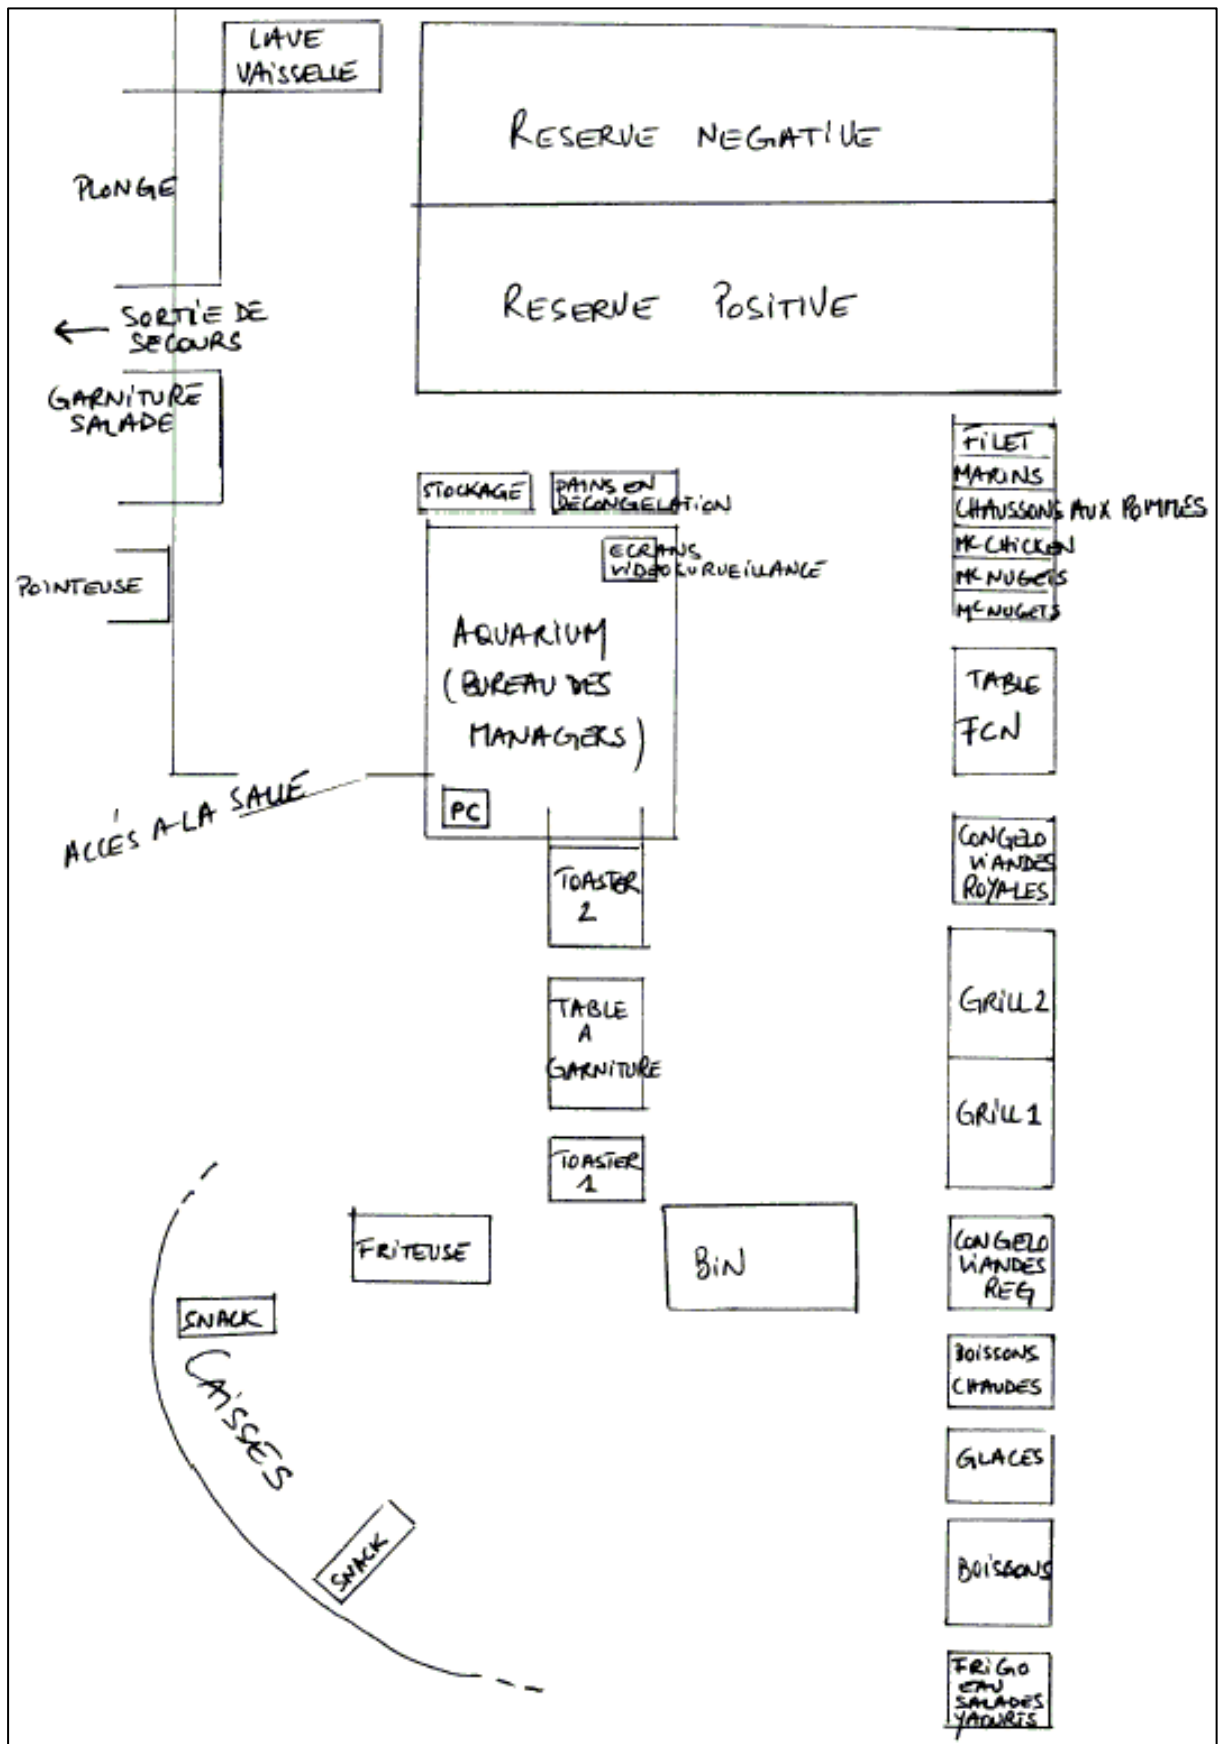 LAVE
VAISSELLE
RESERVE NEGATIVE
PLONGE
RESERVE POSITIVE
← SORTIE DE
SECOURS
GARNITURE
SALADE
FILET
MARINS
CHAUSSONS AUX POMMES
MC CHICKEN
MC NUGETS
MC NUGETS
STOCKAGE
PAINS EN
DECONGELATION
ECRANS
VIDEOSURVEILLANCE
POINTEUSE
AQUARIUM
(BUREAU DES
MANAGERS)
TABLE
FCN
ACCÈS A LA SALLE
PC
CONGELO
VIANDES
ROYALES
TOASTER
2
TABLE
A
GARNITURE
GRILL 2
GRILL 1
TOASTER
1
FRITEUSE
BIN
CONGELO
VIANDES
REG
SNACK
CAISSES
SNACK
BOISSONS
CHAUDES
GLACES
BOISSONS
FRIGO
EAU
SALADES
YAOURTS